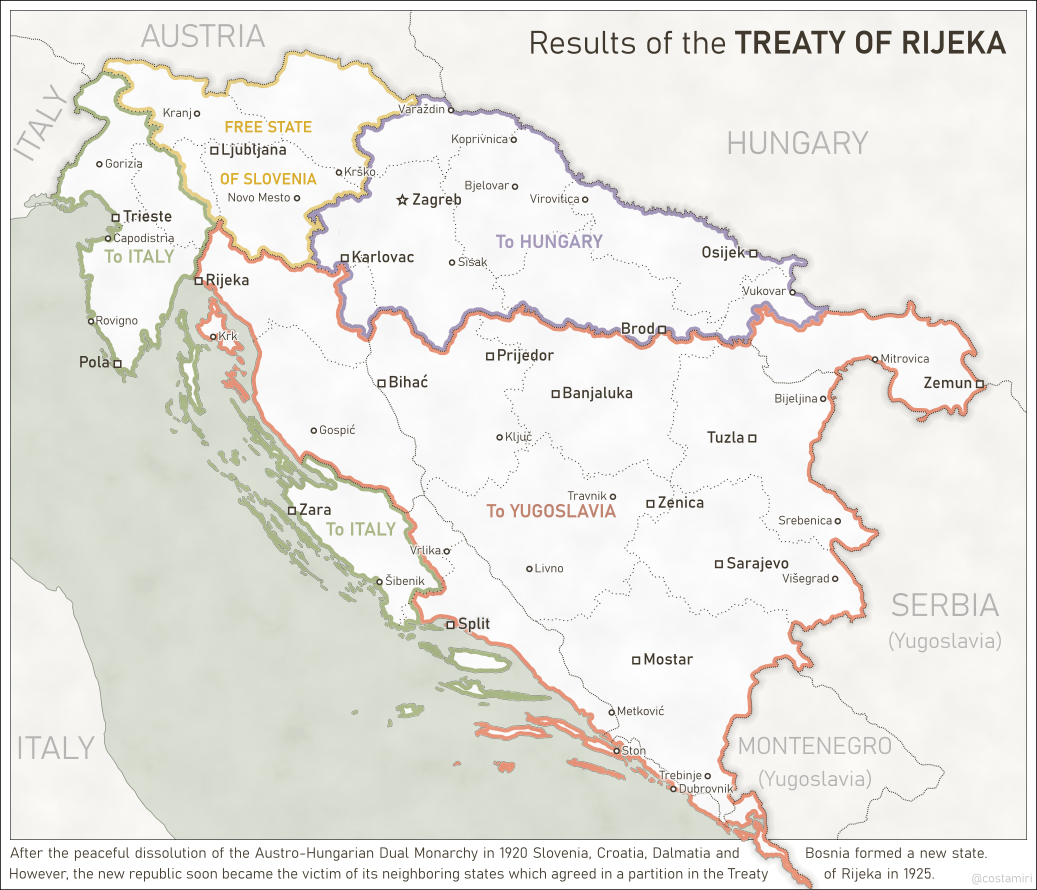 Results of the TREATY OF RIJEKA
AUSTRIA
ITALY
HUNGARY
Varaždin
Kranj
FREE STATE
Koprivnica
Ljubljana
Gorizia
Krško
OF SLOVENIA
Bjelovar
Novo Mesto
Zagreb
Virovitica
Trieste
Capodistria
To HUNGARY
To ITALY
Karlovac
Sisak
Osijek
Rijeka
Vukovar
Rovigno
Brod
Krk
Pola
Prijedor
Mitrovica
Bihać
Zemun
Banjaluka
Bijeljina
Gospić
Ključ
Tuzla
Travnik
Zenica
Zara
To YUGOSLAVIA
To ITALY
Srebenica
Vrlika
Livno
Sarajevo
Šibenik
Višegrad
SERBIA
(Yugoslavia)
Split
Mostar
Metković
ITALY
Ston
MONTENEGRO
(Yugoslavia)
Trebinje
Dubrovnik
After the peaceful dissolution of the Austro-Hungarian Dual Monarchy in 1920 Slovenia, Croatia, Dalmatia and Bosnia formed a new state.
However, the new republic soon became the victim of its neighboring states which agreed in a partition in the Treaty of Rijeka in 1925.
@costamiri